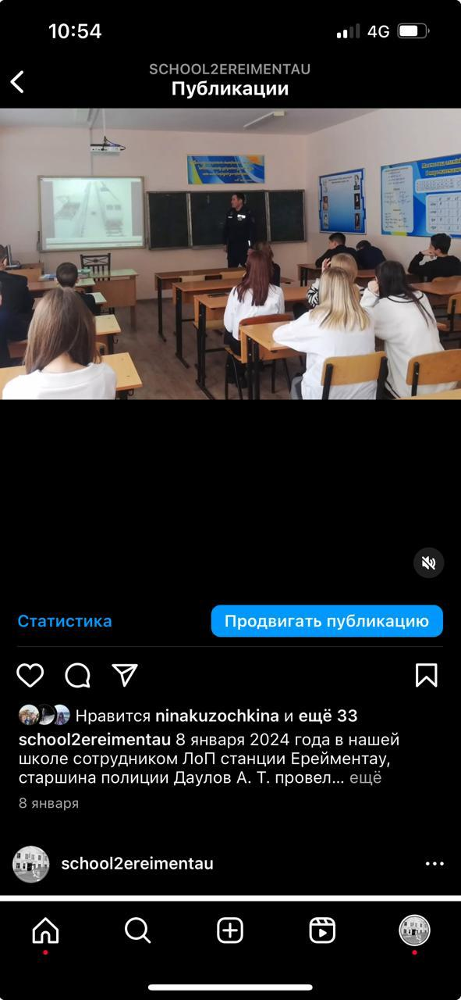 10:54
4G
SCHOOL2EREIMENTAU
Публикации
Статистика
Продвигать публикацию
Нравится ninakuzochkina и ещё 33
school2ereimentau 8 января 2024 года в нашей
школе сотрудником ЛоП станции Ерейментау,
старшина полиции Даулов А. Т. провел... ещё
8 января
school2ereimentau